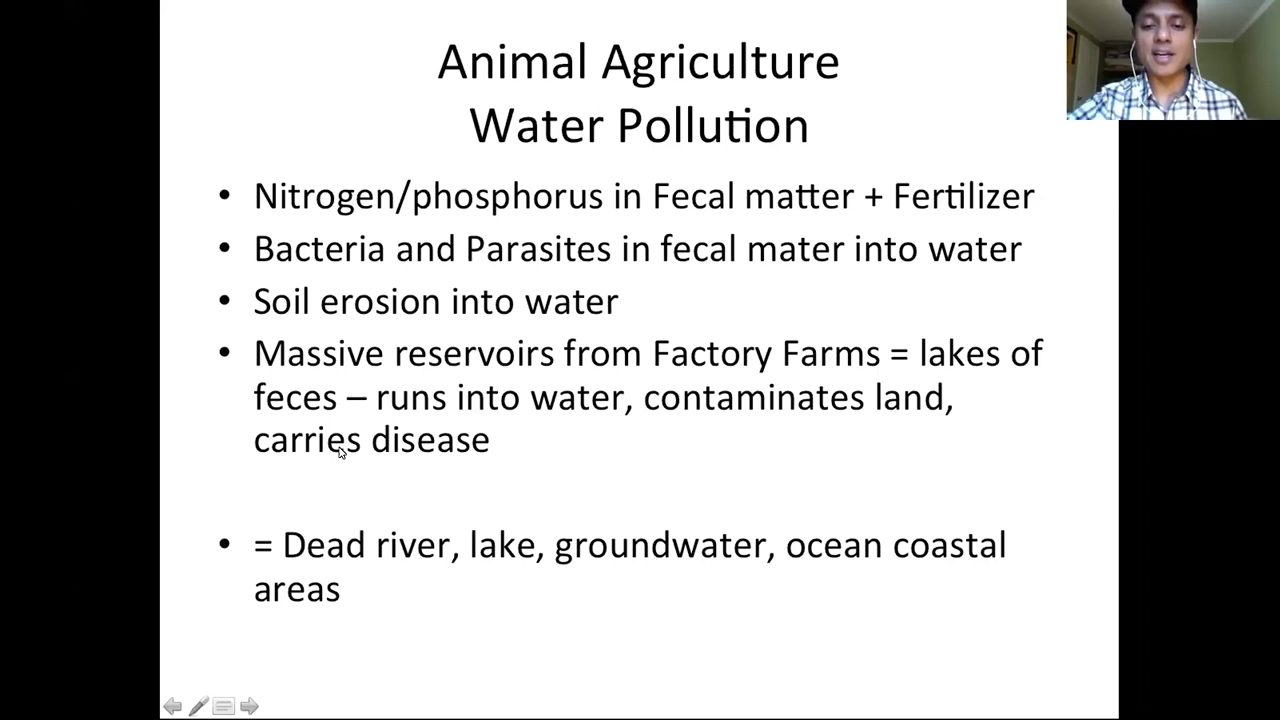 Animal Agriculture
Water Pollution
• Nitrogen/phosphorus in Fecal matter + Fertilizer
• Bacteria and Parasites in fecal mater into water
• Soil erosion into water
• Massive reservoirs from Factory Farms = lakes of
feces – runs into water, contaminates land,
carries disease
• = Dead river, lake, groundwater, ocean coastal
areas